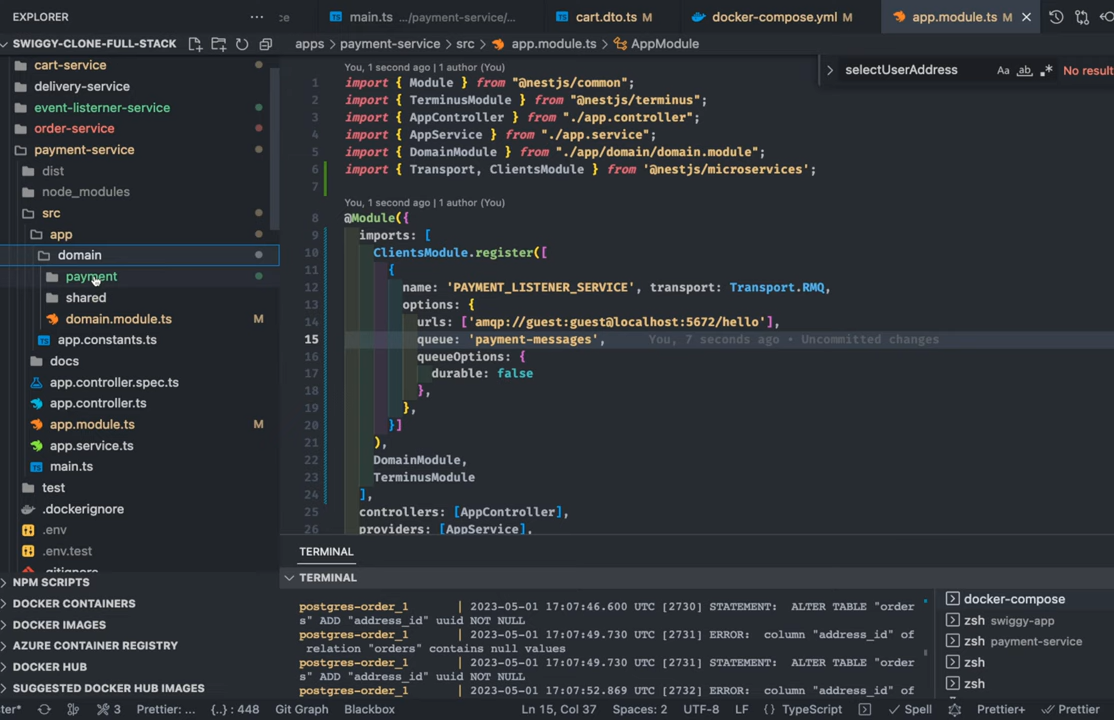 EXPLORER
...
ce
main.ts .../payment-service/...
cart.dto.ts M
docker-compose.yml M
app.module.ts M
SWIGGY-CLONE-FULL-STACK
apps > payment-service > src > app.module.ts > AppModule
cart-service
delivery-service
event-listerner-service
order-service
payment-service
dist
node_modules
src
app
domain
payment
shared
domain.module.ts M
app.constants.ts
docs
app.controller.spec.ts
app.controller.ts
app.module.ts M
app.service.ts
main.ts
test
.dockerignore
.env
.env.test
.gitignore
NPM SCRIPTS
DOCKER CONTAINERS
DOCKER IMAGES
AZURE CONTAINER REGISTRY
DOCKER HUB
SUGGESTED DOCKER HUB IMAGES
selectUserAddress Aa ab, .* No result
You, 1 second ago | 1 author (You)
1 import { Module } from "@nestjs/common";
2 import { TerminusModule } from "@nestjs/terminus";
3 import { AppController } from "./app.controller";
4 import { AppService } from "./app.service";
5 import { DomainModule } from "./app/domain/domain.module";
6 import { Transport, ClientsModule } from '@nestjs/microservices';
7
You, 1 second ago | 1 author (You)
8 @Module({
9 imports: [
10 ClientsModule.register([
11 {
12 name: 'PAYMENT_LISTENER_SERVICE', transport: Transport.RMQ,
13 options: {
14 urls: ['amqp://guest:guest@localhost:5672/hello'],
15 queue: 'payment-messages', You, 7 seconds ago • Uncommitted changes
16 queueOptions: {
17 durable: false
18 },
19 },
20 }]
21 ),
22 DomainModule,
23 TerminusModule
24 ],
25 controllers: [AppController],
26 providers: [AppService],
TERMINAL
TERMINAL
postgres-order_1 | 2023-05-01 17:07:46.600 UTC [2730] STATEMENT: ALTER TABLE "order
s" ADD "address_id" uuid NOT NULL
postgres-order_1 | 2023-05-01 17:07:49.730 UTC [2731] ERROR: column "address_id" of
relation "orders" contains null values
postgres-order_1 | 2023-05-01 17:07:49.730 UTC [2731] STATEMENT: ALTER TABLE "order
s" ADD "address_id" uuid NOT NULL
postgres-order_1 | 2023-05-01 17:07:52.869 UTC [2732] ERROR: column "address_id" of
docker-compose
zsh swiggy-app
zsh payment-service
zsh
zsh
ter* 3 Prettier: ... {..} : 448 Git Graph Blackbox Ln 15, Col 37 Spaces: 2 UTF-8 LF {} TypeScript Spell Prettier+ Prettier